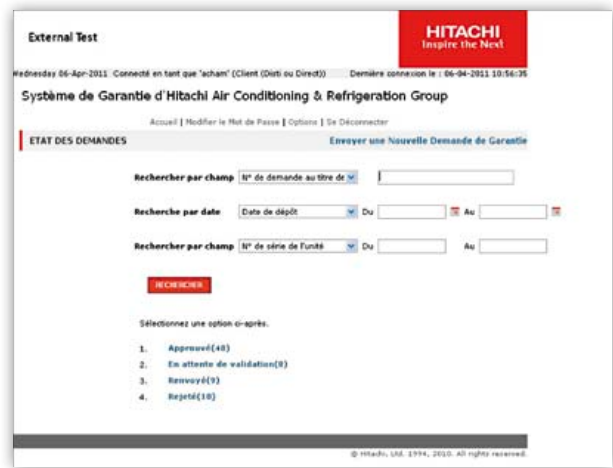 External Test
HITACHI
Inspire the Next
Wednesday 06-Apr-2011 Connecté en tant que 'acham' (Client (Disti ou Direct)) Dernière connexion le : 06-04-2011 10:56:35
Système de Garantie d'Hitachi Air Conditioning & Refrigeration Group
Accueil | Modifier le Mot de Passe | Options | Se Déconnecter
ETAT DES DEMANDES Envoyer une Nouvelle Demande de Garantie
Rechercher par champ N° de demande au titre de
Recherche par date Date de dépôt Du Au
Rechercher par champ N° de série de l'unité Du Au
RECHERCHER
Sélectionnez une option ci-après.
1. Approuvé(48)
2. En attente de validation(8)
3. Renvoyé(9)
4. Rejeté(18)
© Hitachi, Ltd. 1994, 2010. All rights reserved.